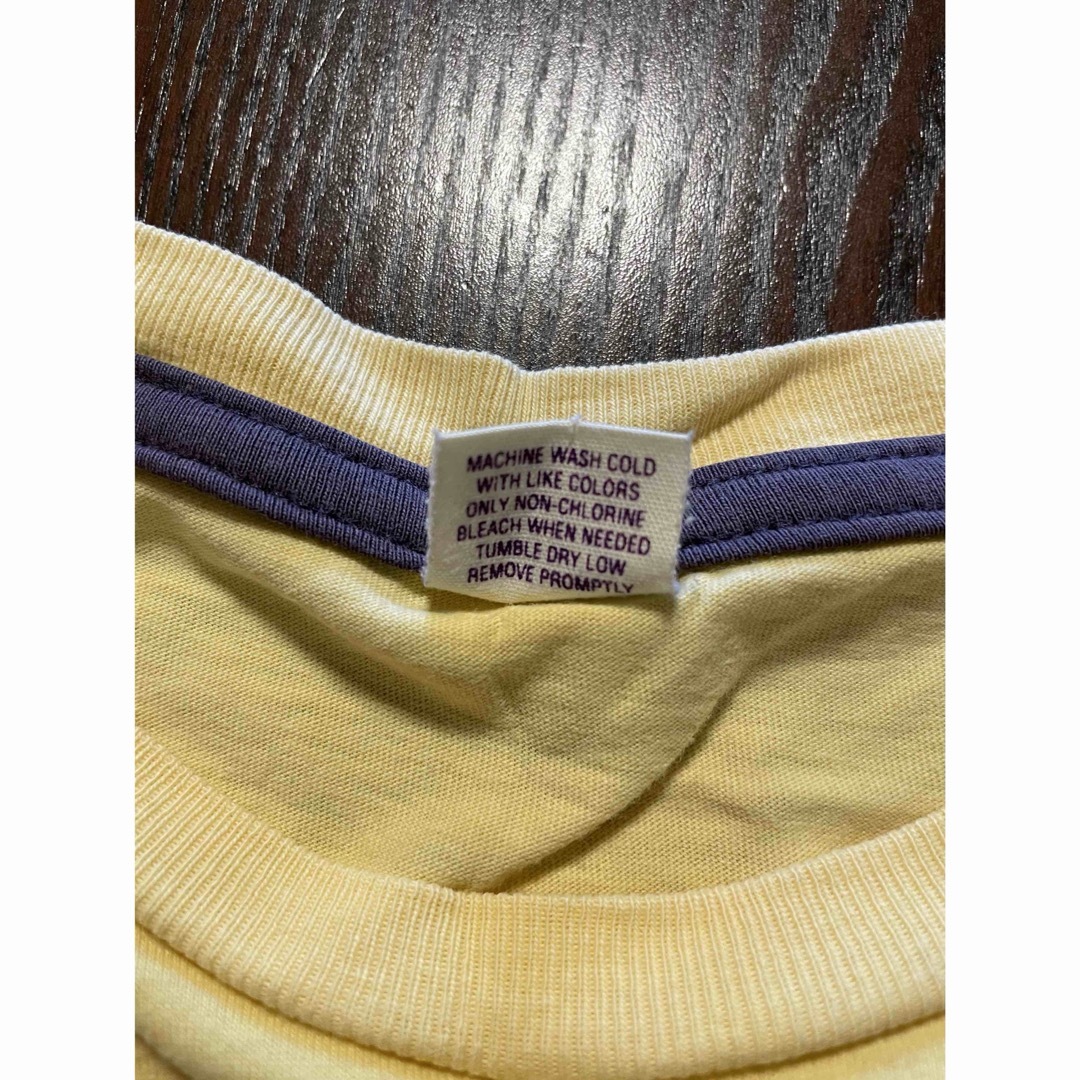 MACHINE WASH COLD
WITH LIKE COLORS
ONLY NON-CHLORINE
BLEACH WHEN NEEDED
TUMBLE DRY LOW
REMOVE PROMPTLY